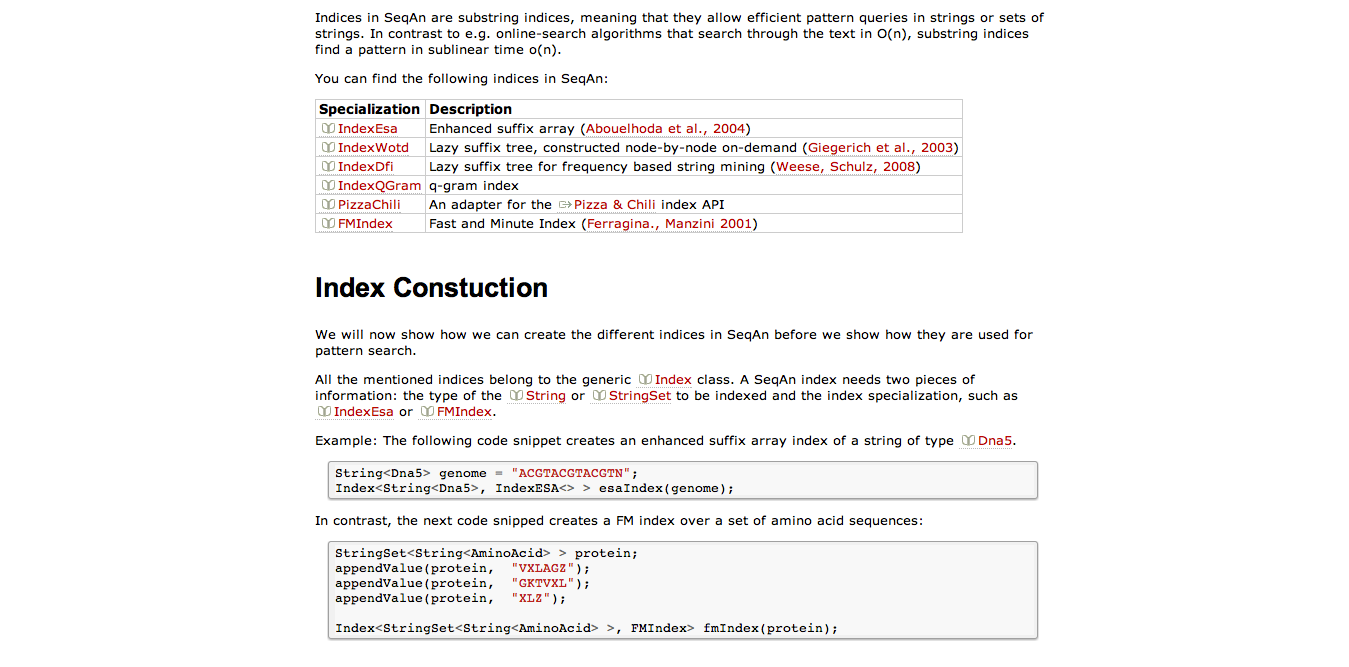 Indices in SeqAn are substring indices, meaning that they allow efficient pattern queries in strings or sets of
strings. In contrast to e.g. online-search algorithms that search through the text in O(n), substring indices
find a pattern in sublinear time o(n).
You can find the following indices in SeqAn:
Specialization Description
IndexEsa Enhanced suffix array (Abouelhoda et al., 2004)
IndexWotd Lazy suffix tree, constructed node-by-node on-demand (Giegerich et al., 2003)
IndexDfi Lazy suffix tree for frequency based string mining (Weese, Schulz, 2008)
IndexQGram q-gram index
PizzaChili An adapter for the Pizza & Chili index API
FMIndex Fast and Minute Index (Ferragina., Manzini 2001)
Index Constuction
We will now show how we can create the different indices in SeqAn before we show how they are used for
pattern search.
All the mentioned indices belong to the generic Index class. A SeqAn index needs two pieces of
information: the type of the String or StringSet to be indexed and the index specialization, such as
IndexEsa or FMIndex.
Example: The following code snippet creates an enhanced suffix array index of a string of type Dna5.
String<Dna5> genome = "ACGTACGTACGTN";
Index<String<Dna5>, IndexESA<> > esaIndex(genome);
In contrast, the next code snipped creates a FM index over a set of amino acid sequences:
StringSet<String<AminoAcid> > protein;
appendValue(protein, "VXLAGZ");
appendValue(protein, "GKTVXL");
appendValue(protein, "XLZ");
Index<StringSet<String<AminoAcid> >, FMIndex> fmIndex(protein);